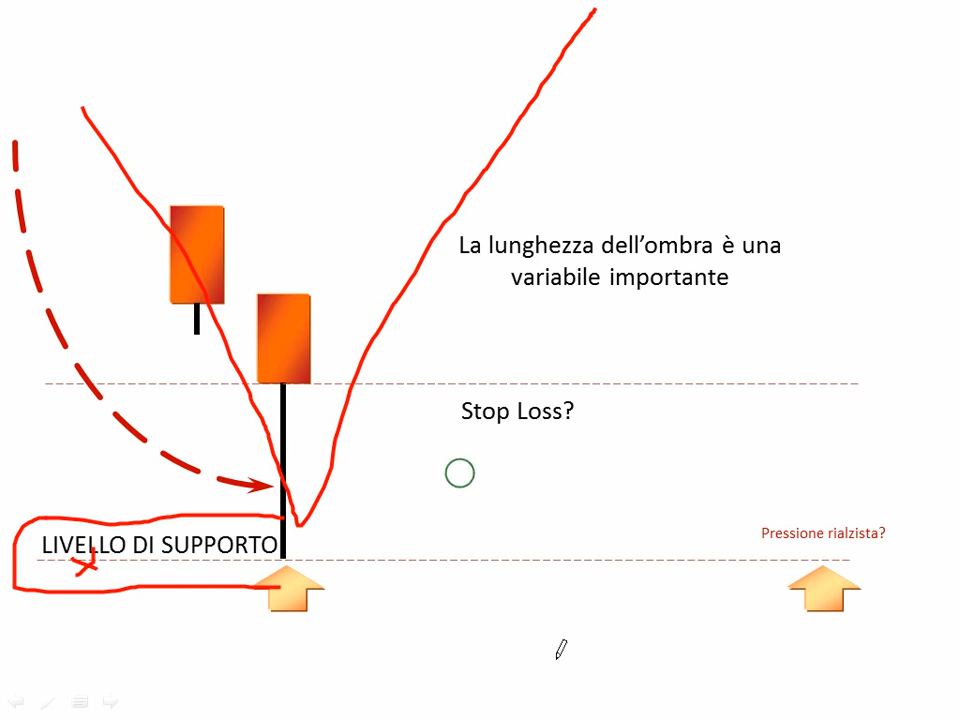 La lunghezza dell’ombra è una
variabile importante
Stop Loss?
Pressione rialzista?
LIVELLO DI SUPPORTO